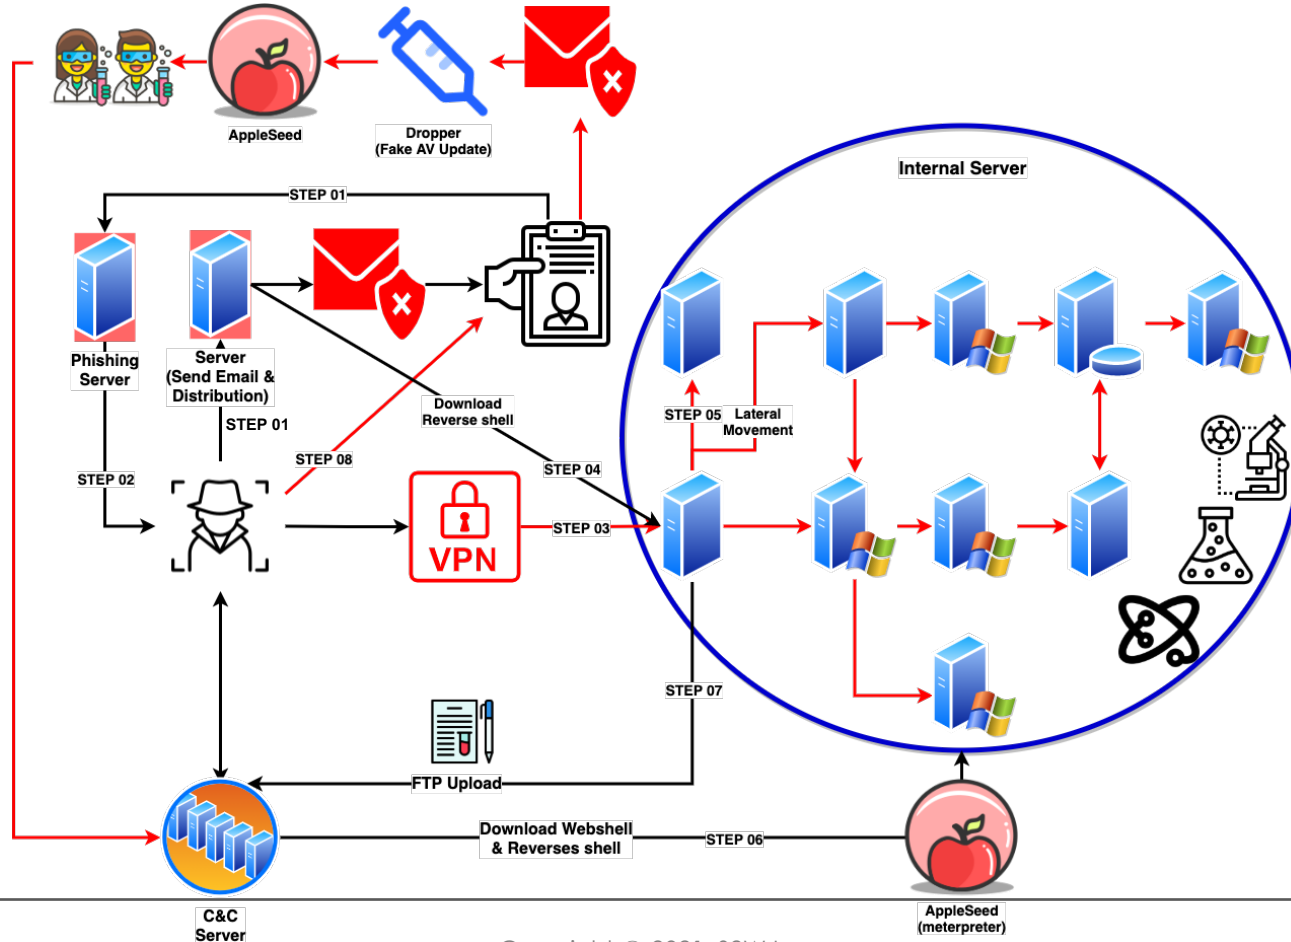 AppleSeed
Dropper
(Fake AV Update)
Internal Server
STEP 01
Phishing
Server
Server
(Send Email &
Distribution)
STEP 01
Download
Reverse shell
STEP 05
Lateral
Movement
STEP 08
STEP 04
STEP 02
VPN
STEP 03
STEP 07
FTP Upload
Download Webshell
& Reverses shell
STEP 06
C&C
Server
AppleSeed
(meterpreter)